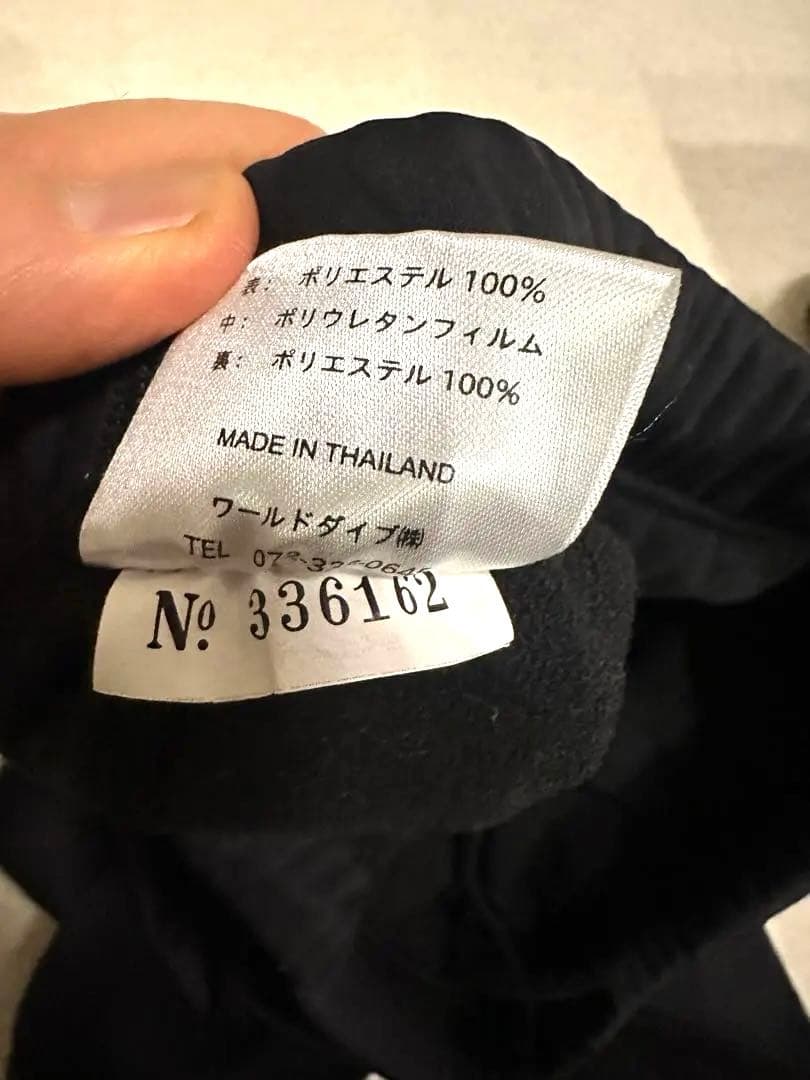 表: ポリエステル 100%
中: ポリウレタンフィルム
裏: ポリエステル 100%
MADE IN THAILAND
ワールドダイブ㈱
TEL
No 336162